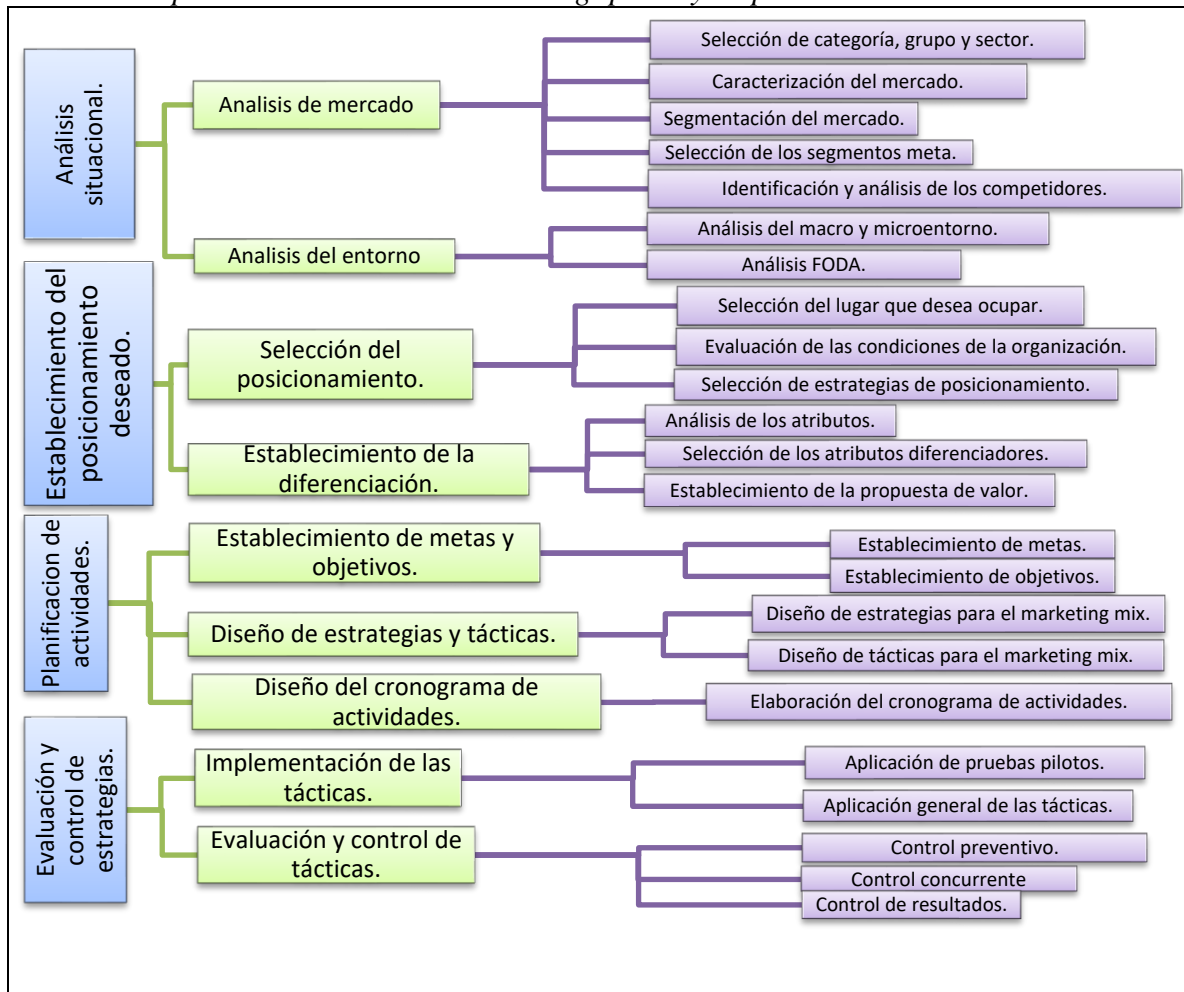 Análisis
situacional.
Analisis de mercado
Selección de categoría, grupo y sector.
Caracterización del mercado.
Segmentación del mercado.
Selección de los segmentos meta.
Identificación y análisis de los competidores.
Analisis del entorno
Análisis del macro y microentorno.
Análisis FODA.
Establecimiento del
posicionamiento
deseado.
Selección del
posicionamiento.
Selección del lugar que desea ocupar.
Evaluación de las condiciones de la organización.
Selección de estrategias de posicionamiento.
Establecimiento de la
diferenciación.
Análisis de los atributos.
Selección de los atributos diferenciadores.
Establecimiento de la propuesta de valor.
Planificacion de
actividades.
Establecimiento de metas y
objetivos.
Establecimiento de metas.
Establecimiento de objetivos.
Diseño de estrategias y tácticas.
Diseño de estrategias para el marketing mix.
Diseño de tácticas para el marketing mix.
Diseño del cronograma de
actividades.
Elaboración del cronograma de actividades.
Evaluación y
control de
estrategias.
Implementación de las
tácticas.
Aplicación de pruebas pilotos.
Aplicación general de las tácticas.
Evaluación y control de
tácticas.
Control preventivo.
Control concurrente
Control de resultados.